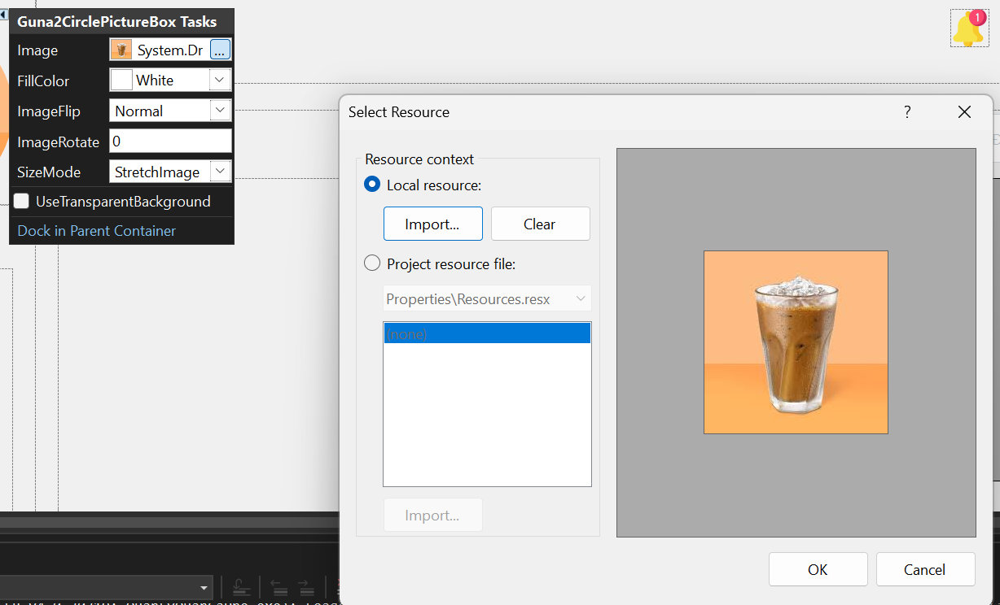 Guna2CirclePictureBox Tasks
1
Image
System.Dr
...
FillColor
White
ImageFlip
Normal
ImageRotate
0
SizeMode
StretchImage
UseTransparentBackground
Dock in Parent Container
Select Resource
?
Resource context
Local resource:
Import...
Clear
Project resource file:
Properties\Resources.resx
(none)
Import...
OK
Cancel